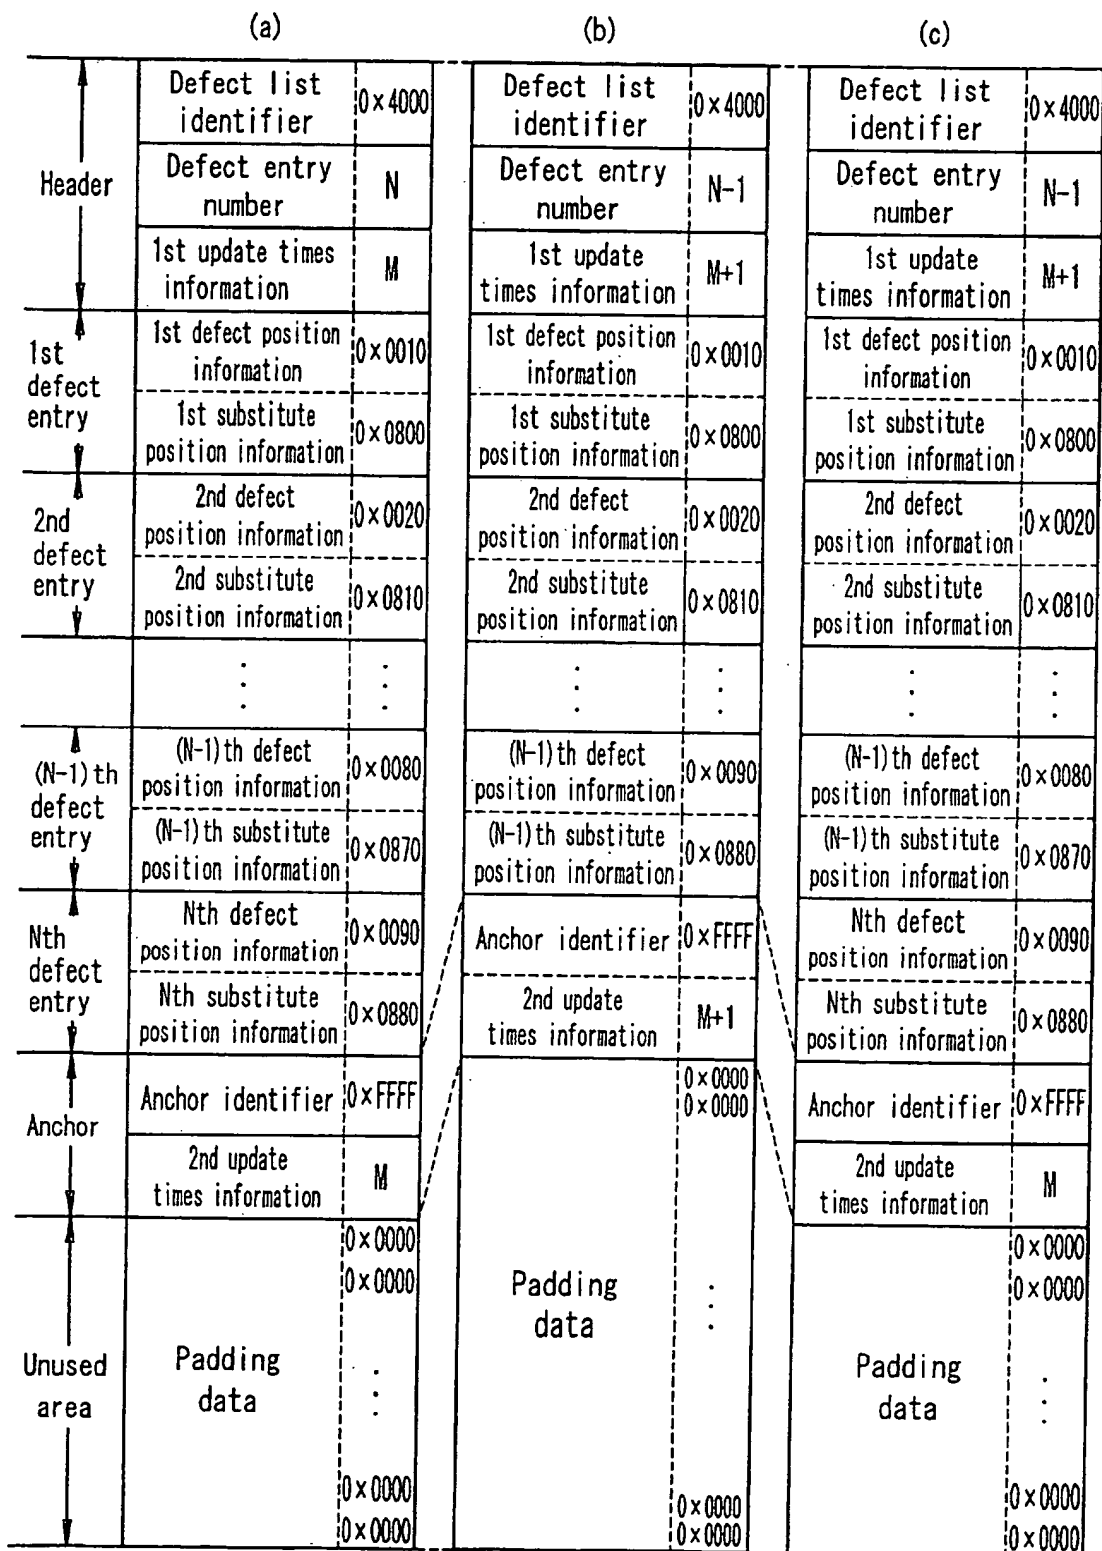 (a)
(b)
(c)
Header
1st
defect
entry
2nd
defect
entry
(N-1)th
defect
entry
Nth
defect
entry
Anchor
Unused
area
Defect list
identifier
0×4000
Defect entry
number
N
1st update times
information
M
1st defect position
information
0×0010
1st substitute
position information
0×0800
2nd defect
position information
0×0020
2nd substitute
position information
0×0810
(N-1)th defect
position information
0×0080
(N-1)th substitute
position information
0×0870
Nth defect
position information
0×0090
Nth substitute
position information
0×0880
Anchor identifier
0×FFFF
2nd update
times information
M
0×0000
0×0000
Padding
data
0×0000
0×0000
Defect list
identifier
0×4000
Defect entry
number
N-1
1st update
times information
M+1
1st defect position
information
0×0010
1st substitute
position information
0×0800
2nd defect
position information
0×0020
2nd substitute
position information
0×0810
(N-1)th defect
position information
0×0090
(N-1)th substitute
position information
0×0880
Anchor identifier
0×FFFF
2nd update
times information
M+1
0×0000
0×0000
Padding
data
0×0000
0×0000
Defect list
identifier
0×4000
Defect entry
number
N-1
1st update
times information
M+1
1st defect position
information
0×0010
1st substitute
position information
0×0800
2nd defect
position information
0×0020
2nd substitute
position information
0×0810
(N-1)th defect
position information
0×0080
(N-1)th substitute
position information
0×0870
Nth defect
position information
0×0090
Nth substitute
position information
0×0880
Anchor identifier
0×FFFF
2nd update
times information
M
0×0000
0×0000
Padding
data
0×0000
0×0000